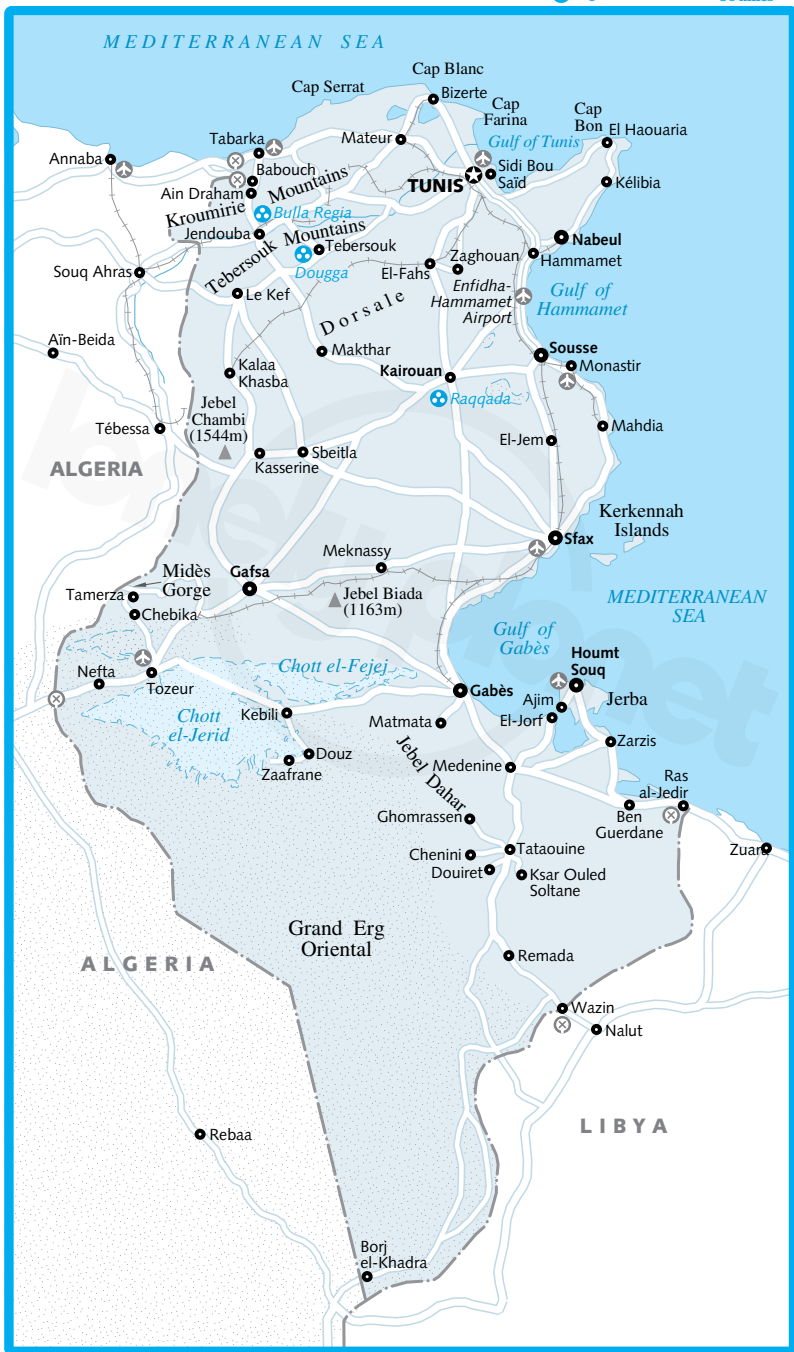 MEDITERRANEAN SEA
Cap Blanc
Cap Serrat
Bizerte
Cap
Farina
Cap
Bon
El Haouaria
Tabarka
Mateur
Gulf of Tunis
Annaba
Babouch
Sidi Bou
Saïd
TUNIS
Kélibia
Ain Draham
Kroumirie Mountains
Bulla Regia
Jendouba
Tebersouk Mountains
Tebersouk
Nabeul
Zaghouan
Hammamet
Souq Ahras
Dougga
El-Fahs
Enfidha-
Hammamet
Airport
Gulf of
Hammamet
Le Kef
Dorsale
Aïn-Beida
Makthar
Sousse
Kalaa
Khasba
Kairouan
Monastir
Jebel
Chambi
(1544m)
Raqqada
Tébessa
Mahdia
El-Jem
Sbeitla
Kasserine
ALGERIA
Kerkennah
Islands
Sfax
Meknassy
Midès
Gorge
Gafsa
Tamerza
Jebel Biada
(1163m)
MEDITERRANEAN
SEA
Chebika
Gulf of
Gabès
Houmt
Souq
Chott el-Fejej
Nefta
Tozeur
Gabès
Ajim
Jerba
Chott
el-Jerid
Kebili
Matmata
El-Jorf
Zarzis
Douz
Jebel Dahar
Zaafrane
Medenine
Ras
al-Jedir
Ghomrassen
Ben
Guerdane
Chenini
Tataouine
Zuara
Douiret
Ksar Ouled
Soltane
Grand Erg
Oriental
ALGERIA
Remada
Wazin
Nalut
LIBYA
Rebaa
Borj
el-Khadra
lonely planet